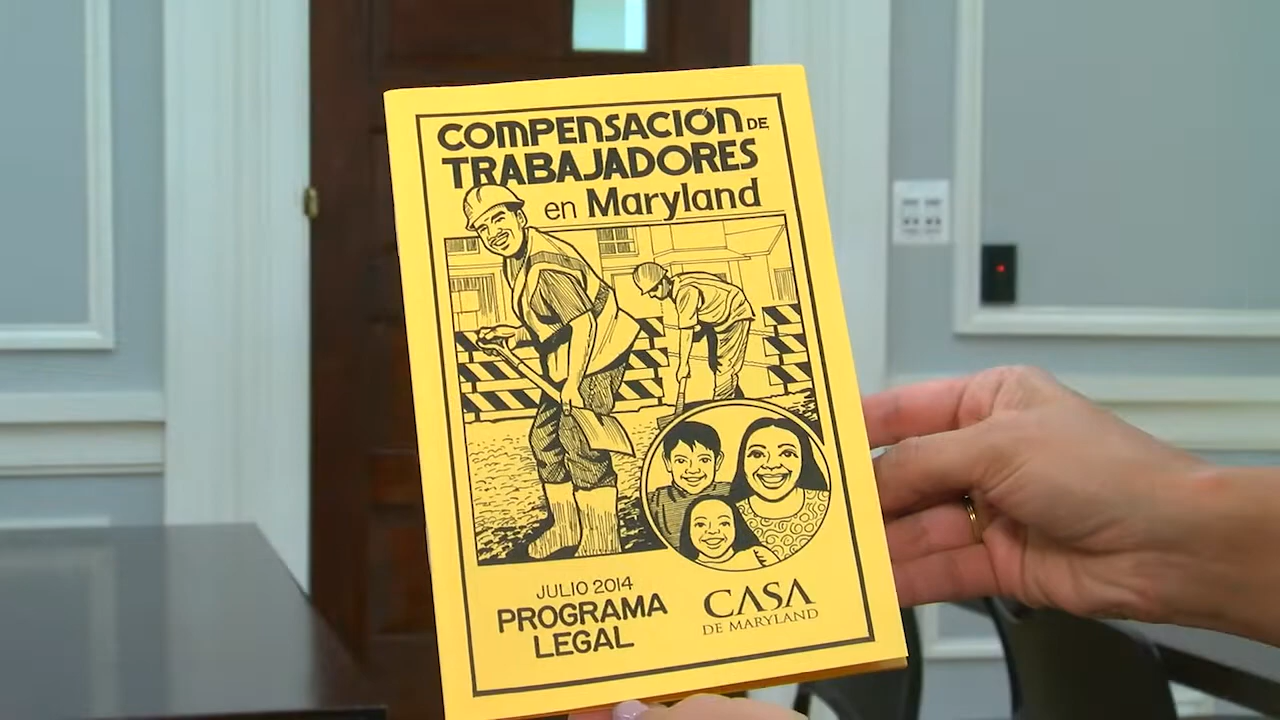 COMPENSACIÓN DE
TRABAJADORES
en Maryland
JULIO 2014
PROGRAMA
LEGAL
CASA
DE MARYLAND